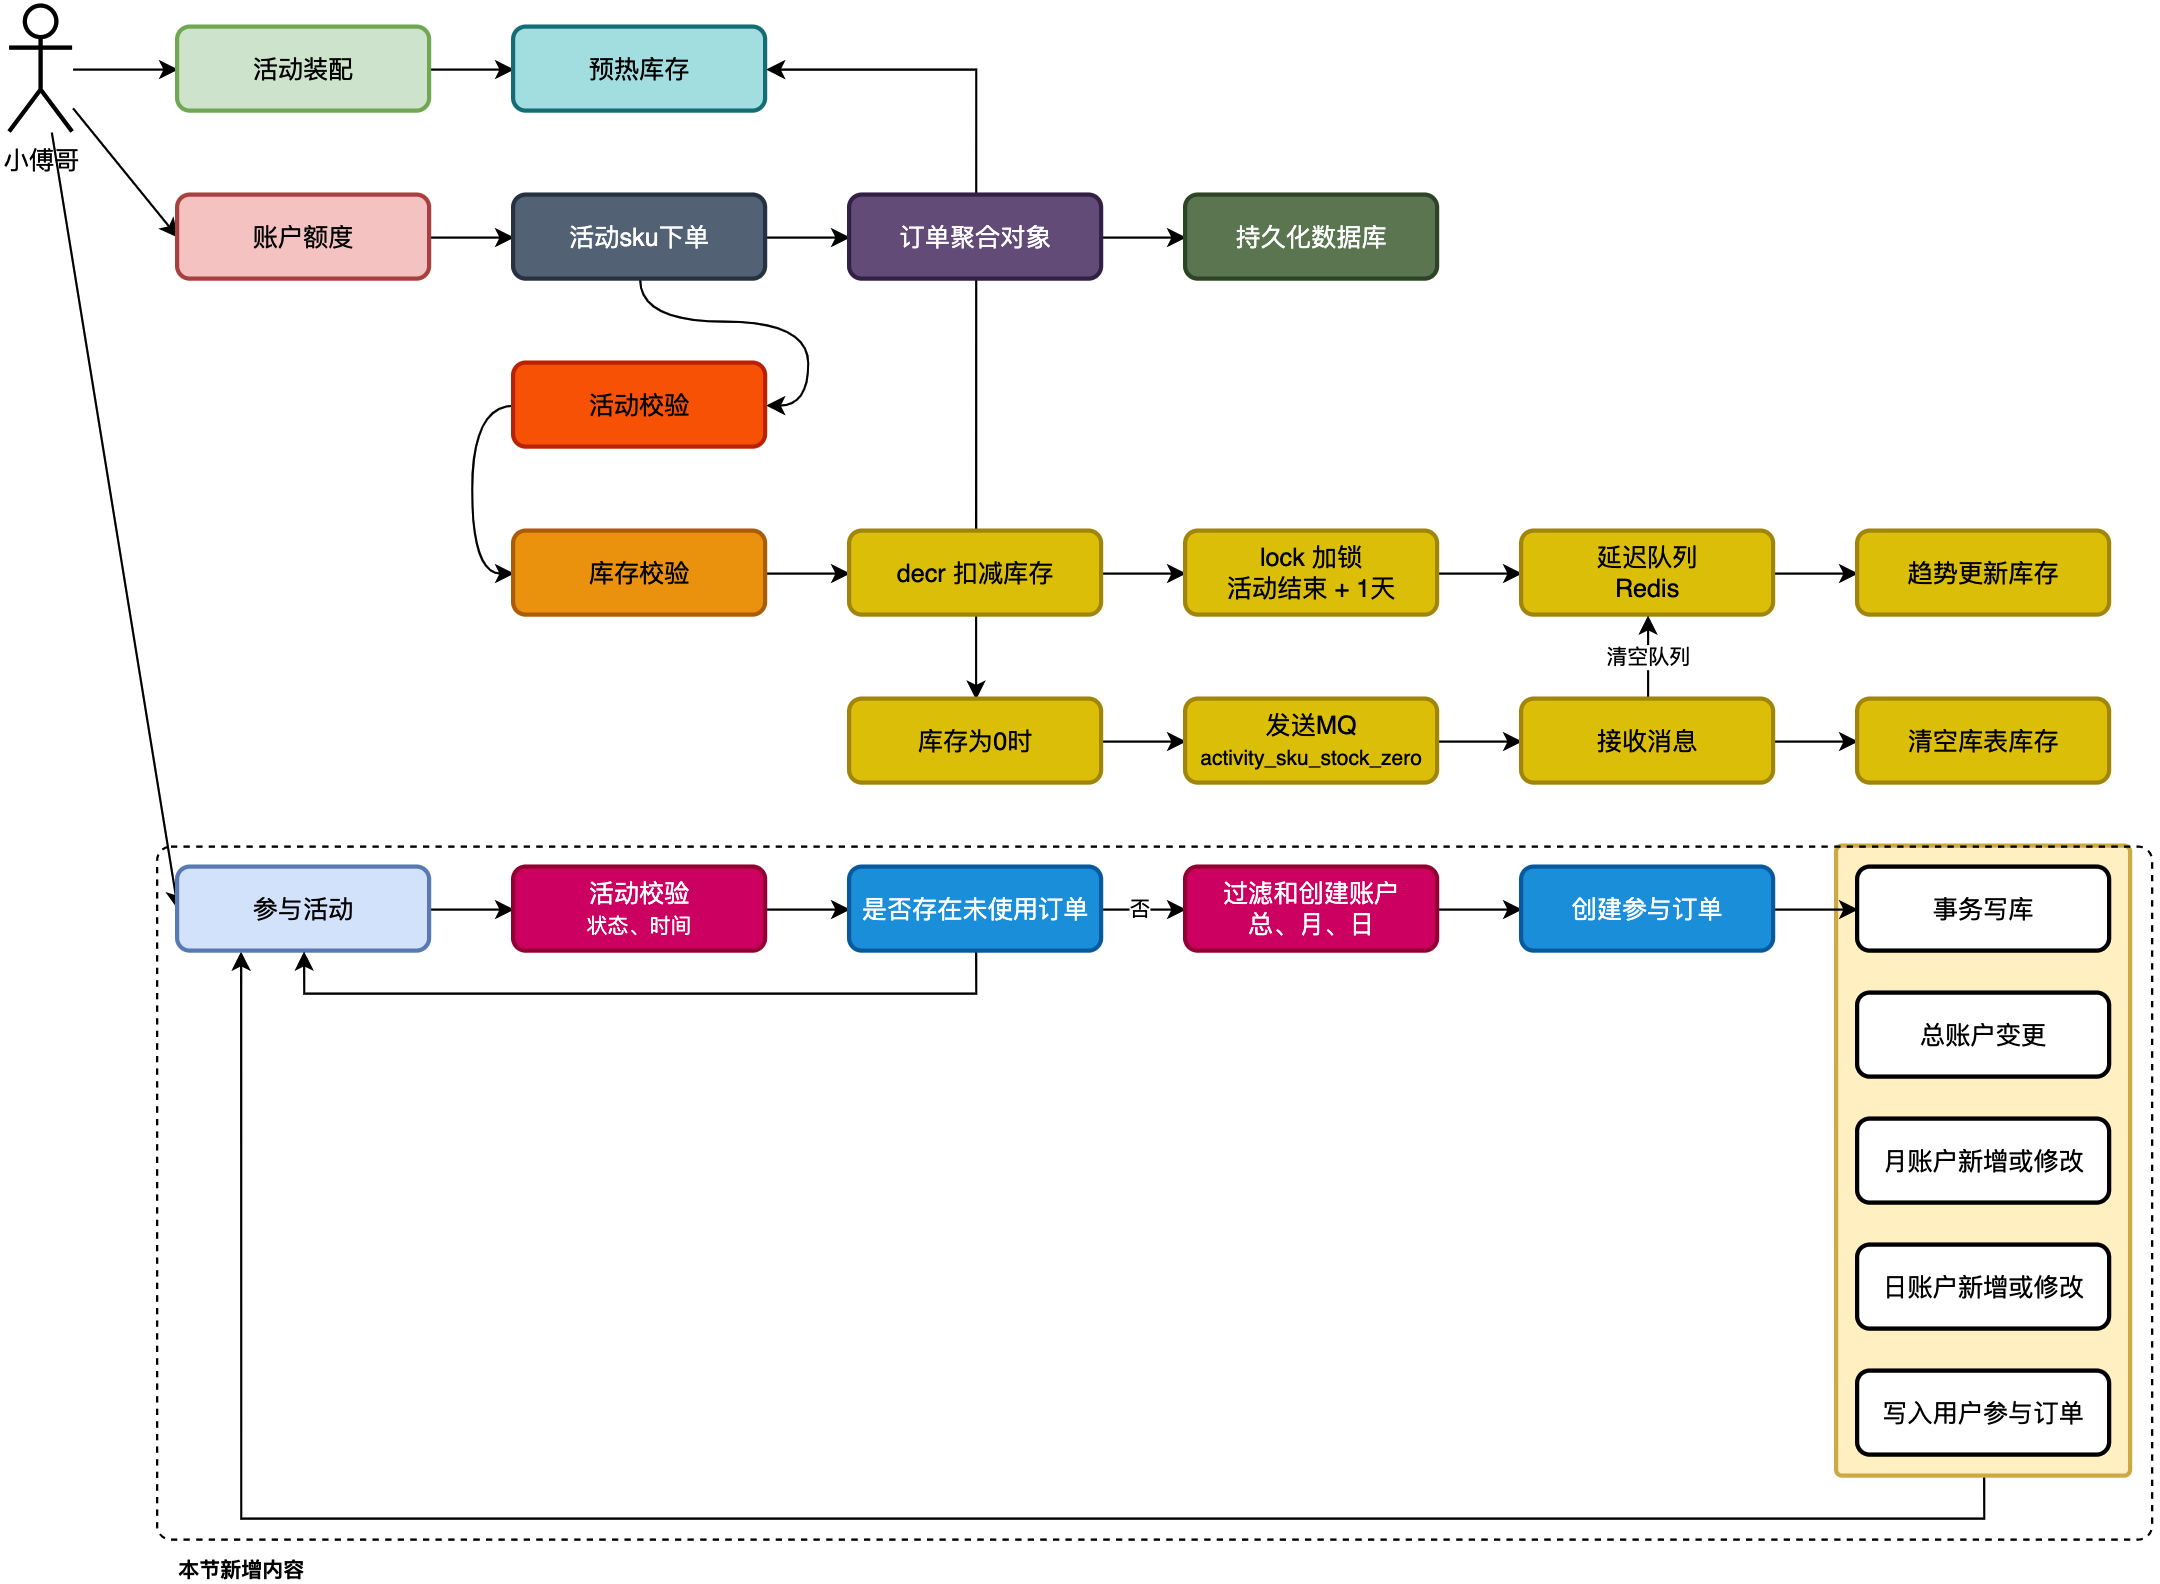 活动装配
预热库存
小傅哥
账户额度
活动sku下单
订单聚合对象
持久化数据库
活动校验
库存校验
decr 扣减库存
lock 加锁
活动结束 + 1天
延迟队列
Redis
趋势更新库存
清空队列
库存为0时
发送MQ
activity_sku_stock_zero
接收消息
清空库表库存
参与活动
活动校验
状态、时间
是否存在未使用订单
否
过滤和创建账户
总、月、日
创建参与订单
事务写库
总账户变更
月账户新增或修改
日账户新增或修改
写入用户参与订单
本节新增内容